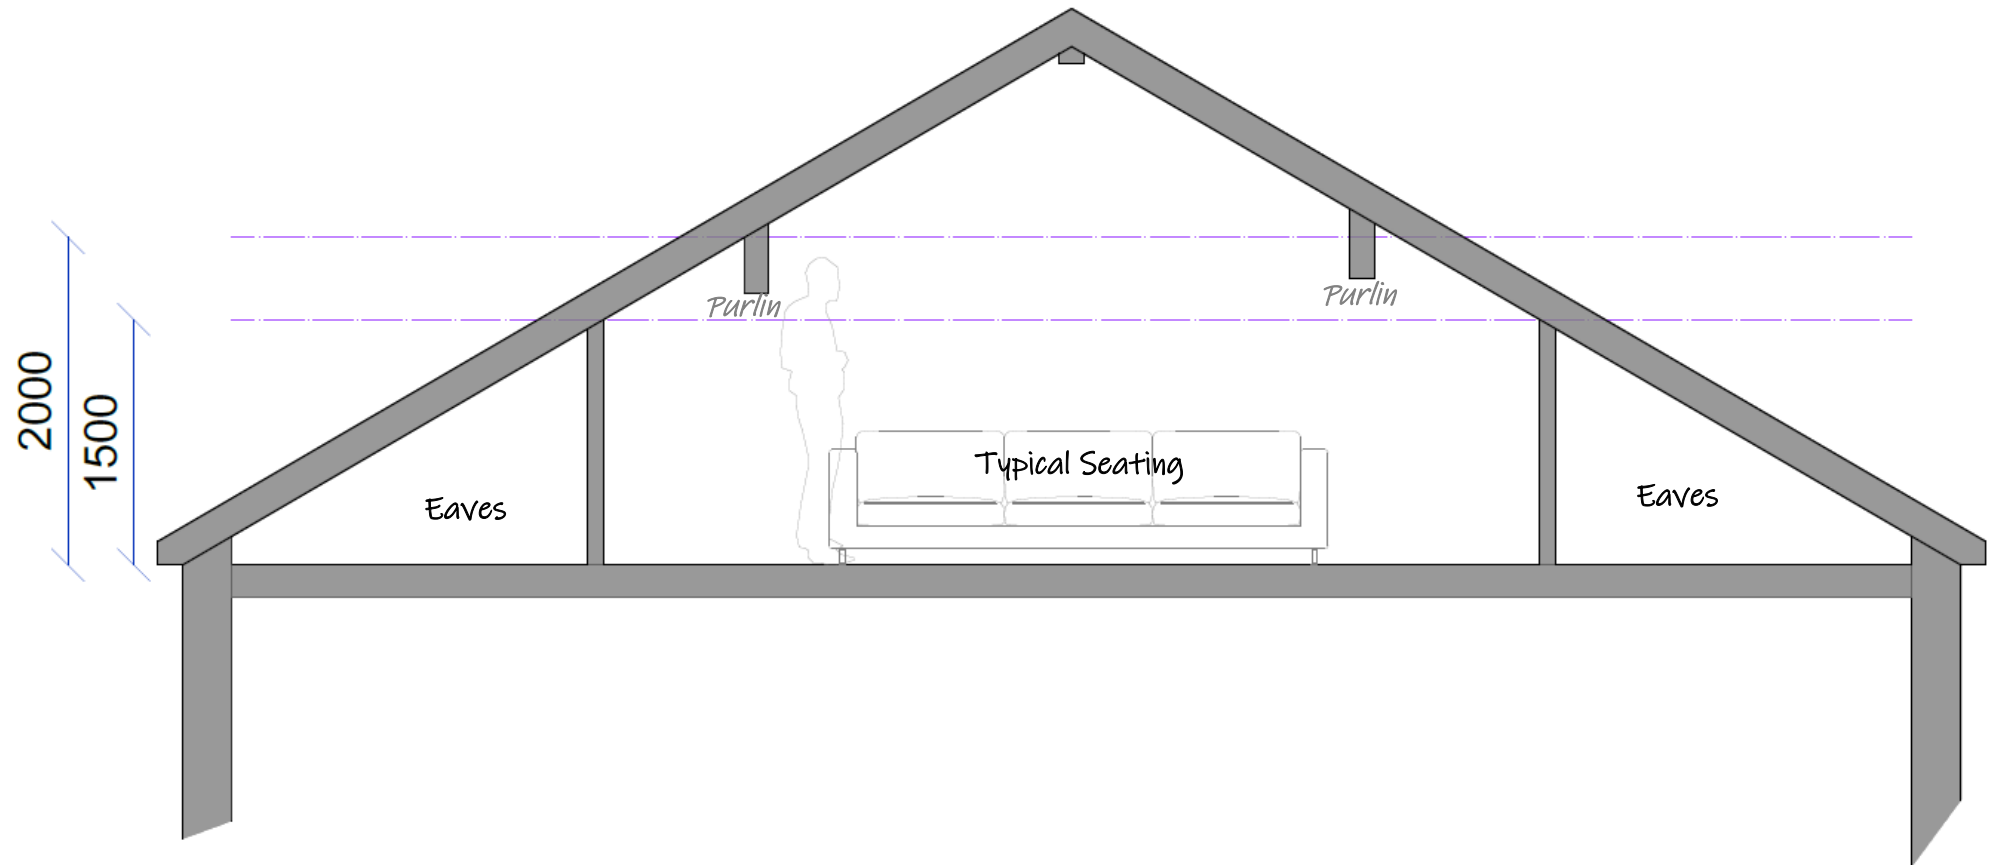 Purlin
Purlin
2000
1500
Typical Seating
Eaves
Eaves